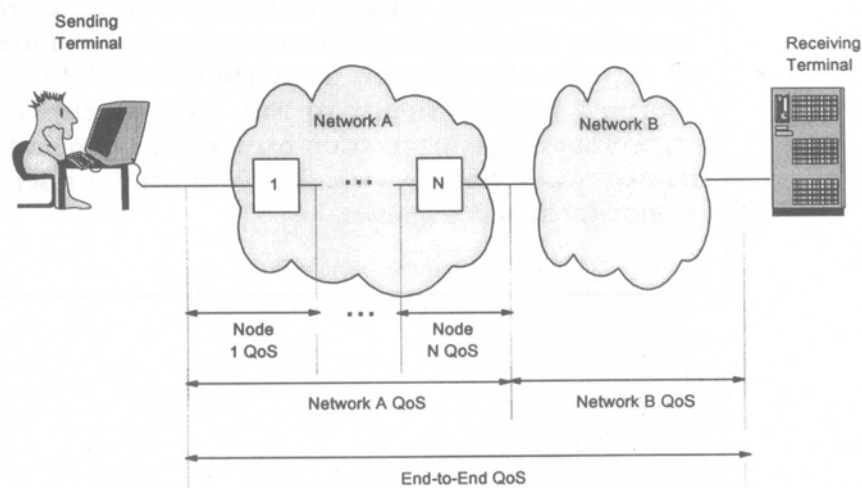 Sending
Terminal
Receiving
Terminal
Network A
Network B
1
...
N
...
Node
1 QoS
Node
N QoS
Network A QoS
Network B QoS
End-to-End QoS